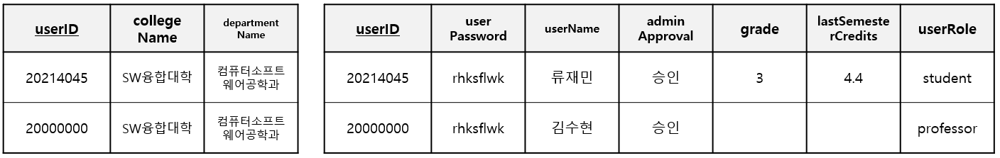 userID
college
Name
department
Name
20214045
SW융합대학
컴퓨터소프트
웨어공학과
20000000
SW융합대학
컴퓨터소프트
웨어공학과
userID
user
Password
userName
admin
Approval
grade
lastSemeste
rCredits
userRole
20214045
rhksflwk
류재민
승인
3
4.4
student
20000000
rhksflwk
김수현
승인
professor